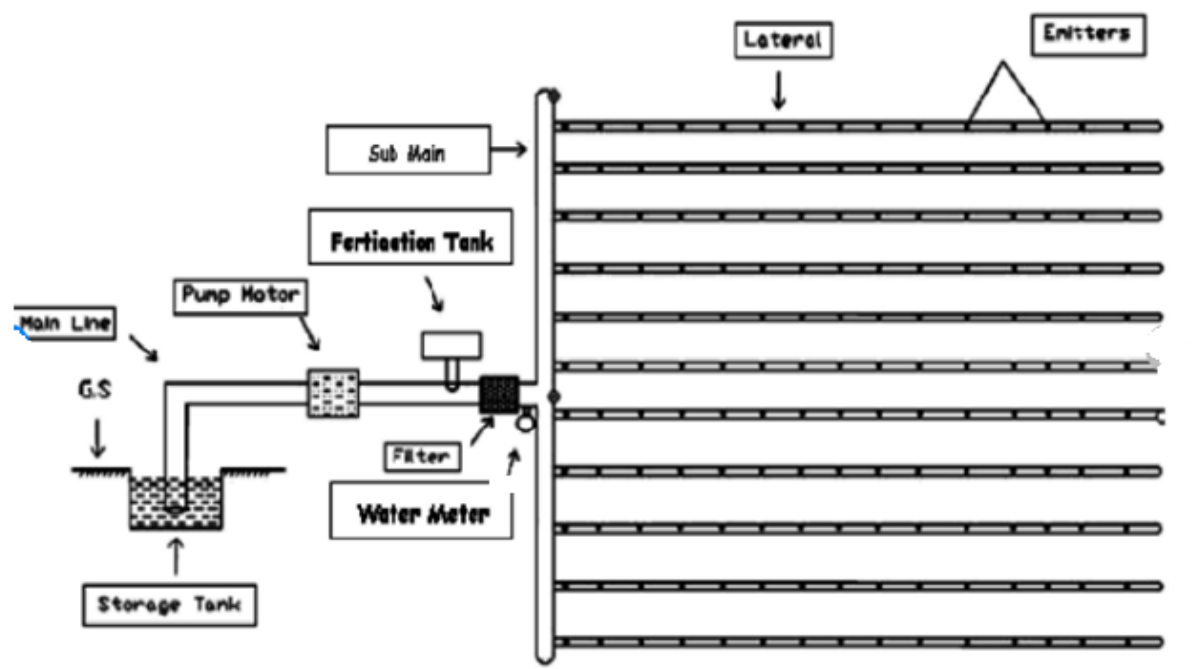 Lateral
Emitters
Sub Main
Fertigation Tank
Pump Motor
Main Line
G.S
Filter
Water Meter
Storage Tank